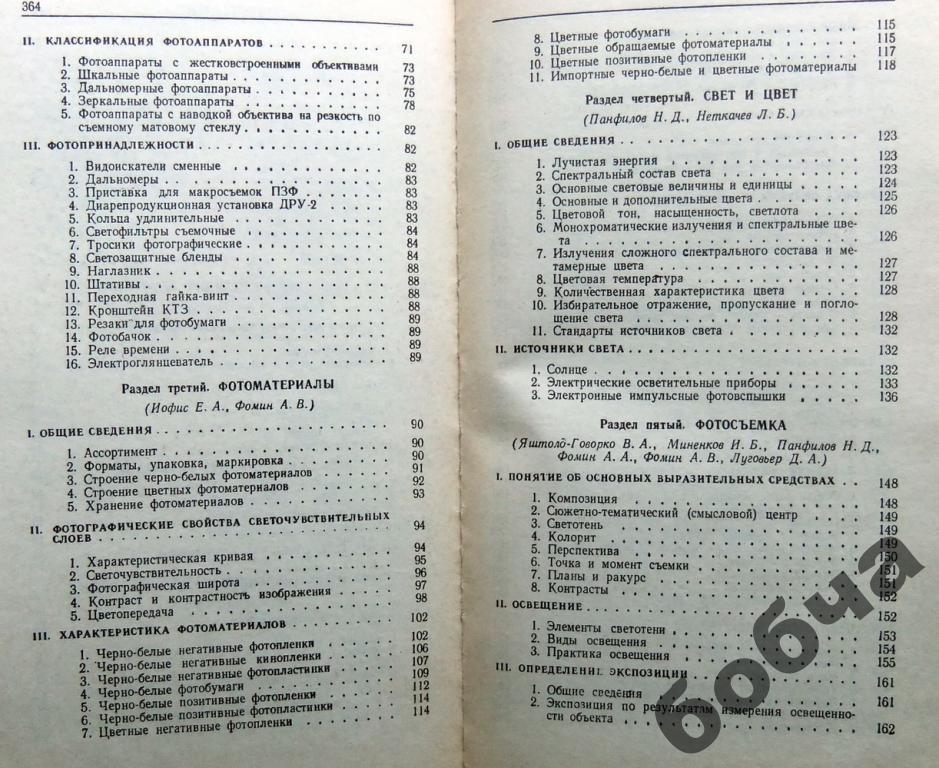 364
II. КЛАССИФИКАЦИЯ ФОТОАППАРАТОВ 71
1. Фотоаппараты с жестковстроенными объективами 73
2. Шкальные фотоаппараты 73
3. Дальномерные фотоаппараты 75
4. Зеркальные фотоаппараты 78
5. Фотоаппараты с наводкой объектива на резкость по
съемному матовому стеклу 82
III. ФОТОПРИНАДЛЕЖНОСТИ 82
1. Видоискатели сменные 82
2. Дальномеры 83
3. Приставка для макросъемок ПЗФ 83
4. Диарепродукционная установка ДРУ-2 83
5. Кольца удлинительные 83
6. Светофильтры съемочные 84
7. Тросики фотографические 84
8. Светозащитные бленды 84
9. Наглазник 88
10. Штативы 88
11. Переходная гайка-винт 88
12. Кронштейн КТЗ 88
13. Резаки для фотобумаги 89
14. Фотобачок 89
15. Реле времени 89
16. Электроглянцеватель 89
Раздел третий. ФОТОМАТЕРИАЛЫ
(Иофис Е. А., Фомин А. В.)
I. ОБЩИЕ СВЕДЕНИЯ 90
1. Ассортимент 90
2. Форматы, упаковка, маркировка 90
3. Строение черно-белых фотоматериалов 91
4. Строение цветных фотоматериалов 92
5. Хранение фотоматериалов 93
II. ФОТОГРАФИЧЕСКИЕ СВОЙСТВА СВЕТОЧУВСТВИТЕЛЬНЫХ
СЛОЕВ 94
1. Характеристическая кривая 94
2. Светочувствительность 95
3. Фотографическая широта 96
4. Контраст и контрастность изображения 97
5. Цветопередача 98
III. ХАРАКТЕРИСТИКА ФОТОМАТЕРИАЛОВ 102
1. Черно-белые негативные фотопленки 102
2. Черно-белые негативные кинопленки 106
3. Черно-белые негативные фотопластинки 107
4. Черно-белые фотобумаги 109
5. Черно-белые позитивные фотопленки 112
6. Черно-белые позитивные фотопластинки 114
7. Цветные негативные фотопленки 114
8. Цветные фотобумаги 115
9. Цветные обращаемые фотоматериалы 115
10. Цветные позитивные фотопленки 117
11. Импортные черно-белые и цветные фотоматериалы 118
Раздел четвертый. СВЕТ И ЦВЕТ
(Панфилов Н. Д., Неткачев Л. Б.)
I. ОБЩИЕ СВЕДЕНИЯ 123
1. Лучистая энергия 123
2. Спектральный состав света 123
3. Основные световые величины и единицы 124
4. Основные и дополнительные цвета 125
5. Цветовой тон, насыщенность, светлота 126
6. Монохроматические излучения и спектральные цве-
та 126
7. Излучения сложного спектрального состава и ме-
тамерные цвета 127
8. Цветовая температура 127
9. Количественная характеристика цвета 128
10. Избирательное отражение, пропускание и погло-
щение света 128
11. Стандарты источников света 132
II. ИСТОЧНИКИ СВЕТА 132
1. Солнце 132
2. Электрические осветительные приборы 133
3. Электронные импульсные фотовспышки 136
Раздел пятый. ФОТОСЪЕМКА
(Яштолд-Говорко В. А., Миненков И. Б., Панфилов Н. Д.,
Фомин А. А., Фомин А. В., Луговьер Д. А.)
I. ПОНЯТИЕ ОБ ОСНОВНЫХ ВЫРАЗИТЕЛЬНЫХ СРЕДСТВАХ 148
1. Композиция 148
2. Сюжетно-тематический (смысловой) центр 149
3. Светотень 149
4. Колорит 149
5. Перспектива 150
6. Точка и момент съемки 151
7. Планы и ракурс 151
8. Контрасты 152
II. ОСВЕЩЕНИЕ 152
1. Элементы светотени 153
2. Виды освещения 154
3. Практика освещения 155
III. ОПРЕДЕЛЕНИЕ ЭКСПОЗИЦИИ 161
1. Общие сведения 161
2. Экспозиция по результатам измерения освещенно-
сти объекта 162
бобча